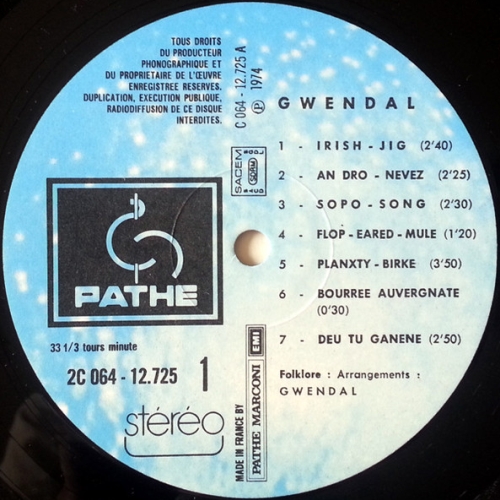 TOUS DROITS
DU PRODUCTEUR
PHONOGRAPHIQUE ET
DU PROPRIETAIRE DE L'ŒUVRE
ENREGISTREE RESERVES.
DUPLICATION, EXECUTION PUBLIQUE,
RADIODIFFUSION DE CE DISQUE
INTERDITES.
C 064 - 12.725 A
Ⓟ 1974
SACEM
PATHE
33 1/3 tours minute
2C 064 - 12.725 1
stéréo
MADE IN FRANCE BY
PATHE MARCONI
EMI
GWENDAL
1 - IRISH - JIG (2'40)
2 - AN DRO - NEVEZ (2'25)
3 - SOPO - SONG (2'30)
4 - FLOP - EARED - MULE (1'20)
5 - PLANXTY - BIRKE (3'50)
6 - BOURREE AUVERGNATE
(0'30)
7 - DEU TU GANENE (2'50)
Folklore : Arrangements :
GWENDAL